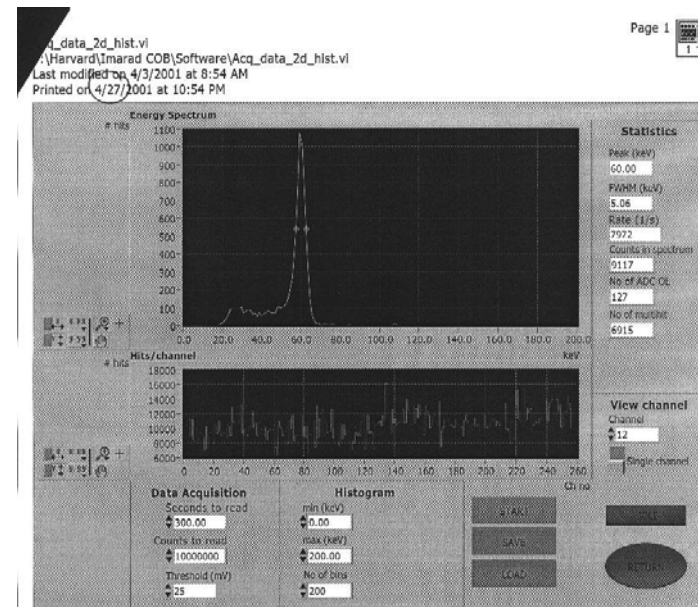 q_data_2d_hist.vi
:\Harvard\Imarad COB\Software\Acq_data_2d_hist.vi
Last modified on 4/3/2001 at 8:54 AM
Printed on 4/27/2001 at 10:54 PM
Page 1
Energy Spectrum
# hits
1100
1000
900
800
700
600
500
400
300
200
100
0
0.0 20.0 40.0 60.0 80.0 100.0 120.0 140.0 160.0 180.0 200.0
keV
Hits/channel
# hits
18000
16000
14000
12000
10000
8000
6000
0 20 40 60 80 100 120 140 160 180 200 220 240 260
Ch no
Statistics
Peak (keV)
60.00
FWHM (keV)
5.06
Rate (1/s)
7972
Counts in spectrum
9117
No of ADC OL
127
No of multihit
6915
View channel
Channel
12
Single channel
Data Acquisition
Seconds to read
300.00
Counts to read
10000000
Threshold (mV)
25
Histogram
min (keV)
0.00
max (keV)
200.00
No of bins
200
START
SAVE
LOAD
RETURN